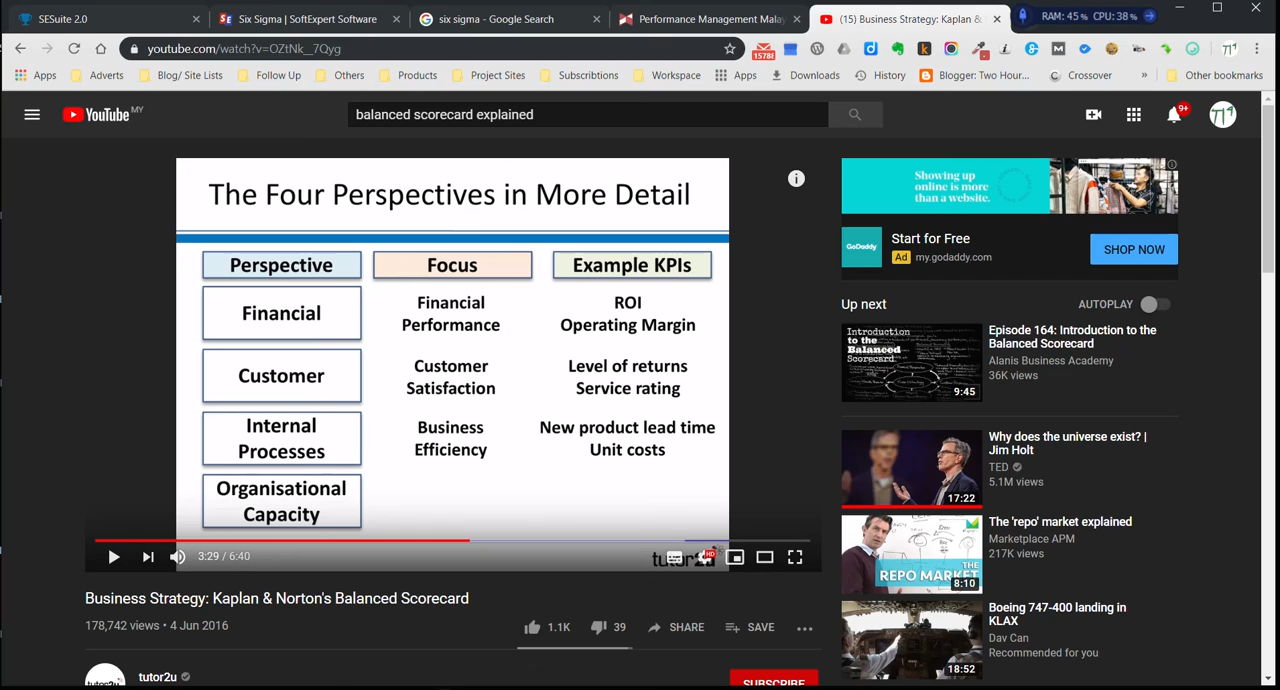 SESuite 2.0
Six Sigma | SoftExpert Software
six sigma - Google Search
Performance Management Malay
(15) Business Strategy: Kaplan &
RAM: 45% CPU: 38%
youtube.com/watch?v=OZtNk_7Qyg
15788
Apps
Adverts
Blog/ Site Lists
Follow Up
Others
Products
Project Sites
Subscribtions
Workspace
Apps
Downloads
History
Blogger: Two Hour...
Crossover
»
Other bookmarks
YouTube MY
balanced scorecard explained
9+
The Four Perspectives in More Detail
Perspective Focus Example KPIs
Financial
Financial
Performance
ROI
Operating Margin
Customer
Customer
Satisfaction
Level of returns
Service rating
Internal
Processes
Business
Efficiency
New product lead time
Unit costs
Organisational
Capacity
3:29 / 6:40
tutor2u
HD
Business Strategy: Kaplan & Norton's Balanced Scorecard
178,742 views • 4 Jun 2016
1.1K
39
SHARE
SAVE
tutor2u
tutor2u
SUBSCRIBE
Showing up
online is more
than a website.
GoDaddy
Start for Free
Ad my.godaddy.com
SHOP NOW
Up next
AUTOPLAY
Introduction
to the
Balanced
Scorecard
9:45
Episode 164: Introduction to the
Balanced Scorecard
Alanis Business Academy
36K views
17:22
Why does the universe exist? |
Jim Holt
TED
5.1M views
THE
REPO MARKET
8:10
The 'repo' market explained
Marketplace APM
217K views
18:52
Boeing 747-400 landing in
KLAX
Dav Can
Recommended for you